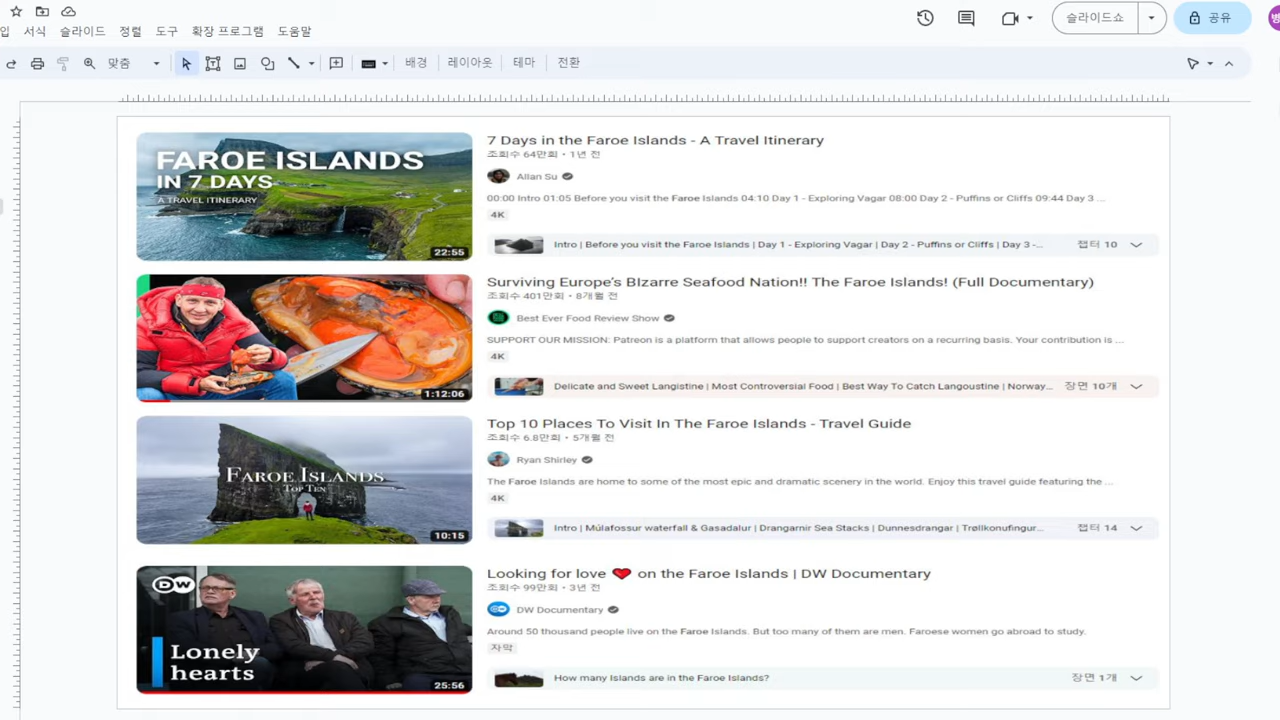 입 서식 슬라이드 정렬 도구 확장 프로그램 도움말
슬라이드쇼
공유
맞춤
배경 레이아웃 테마 전환
FAROE ISLANDS
IN 7 DAYS
A TRAVEL ITINERARY
22:55
7 Days in the Faroe Islands - A Travel Itinerary
조회수 64만회 • 1년 전
Allan Su
00:00 Intro 01:05 Before you visit the Faroe Islands 04:10 Day 1 - Exploring Vagar 08:00 Day 2 - Puffins or Cliffs 09:44 Day 3 ...
4K
Intro | Before you visit the Faroe Islands | Day 1 - Exploring Vagar | Day 2 - Puffins or Cliffs | Day 3 -...
챕터 10
1:12:06
Surviving Europe's BIzarre Seafood Nation!! The Faroe Islands! (Full Documentary)
조회수 401만회 • 8개월 전
Best Ever Food Review Show
SUPPORT OUR MISSION: Patreon is a platform that allows people to support creators on a recurring basis. Your contribution is ...
4K
Delicate and Sweet Langistine | Most Controversial Food | Best Way To Catch Langoustine | Norway...
장면 10개
FAROE ISLANDS
TOP TEN
10:15
Top 10 Places To Visit In The Faroe Islands - Travel Guide
조회수 6.8만회 • 5개월 전
Ryan Shirley
The Faroe Islands are home to some of the most epic and dramatic scenery in the world. Enjoy this travel guide featuring the ...
4K
Intro | Múlafossur waterfall & Gasadalur | Drangarnir Sea Stacks | Dunnesdrangar | Trøllkonufingur...
챕터 14
DW
Lonely
hearts
25:56
Looking for love ❤️ on the Faroe Islands | DW Documentary
조회수 99만회 • 3년 전
DW Documentary
Around 50 thousand people live on the Faroe Islands. But too many of them are men. Faroese women go abroad to study.
자막
How many Islands are in the Faroe Islands?
장면 1개